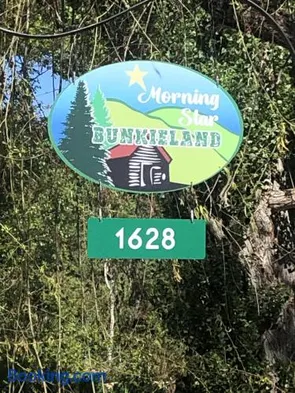 Morning
Star
BUNKIELAND
1628
Booking.com